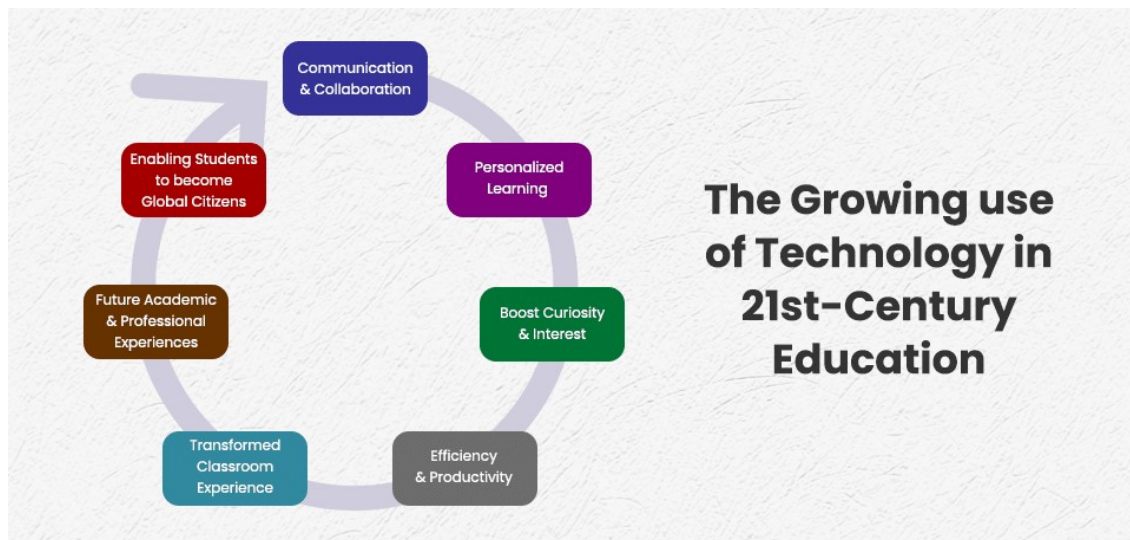 Communication
& Collaboration
Personalized
Learning
Boost Curiosity
& Interest
Efficiency
& Productivity
Transformed
Classroom
Experience
Future Academic
& Professional
Experiences
Enabling Students
to become
Global Citizens
The Growing use
of Technology in
21st-Century
Education